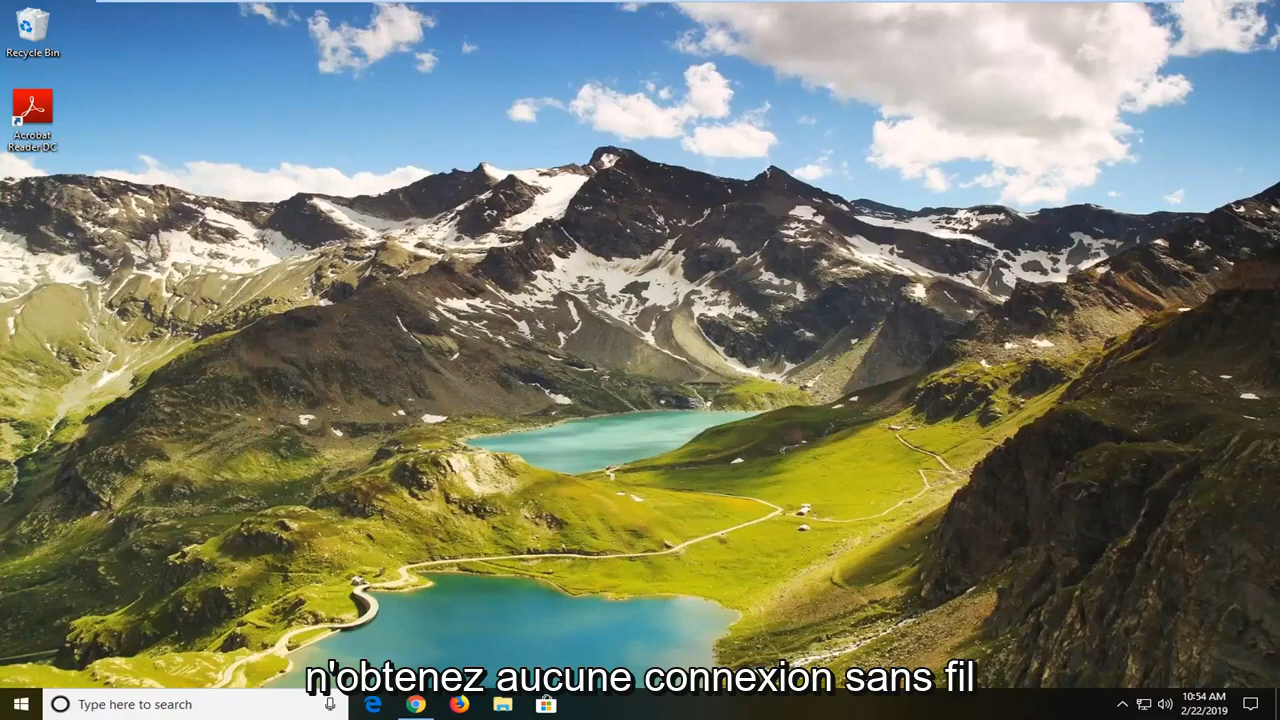 Recycle Bin
Acrobat
Reader DC
n'obtenez aucune connexion sans fil
Type here to search
10:54 AM
2/22/2019